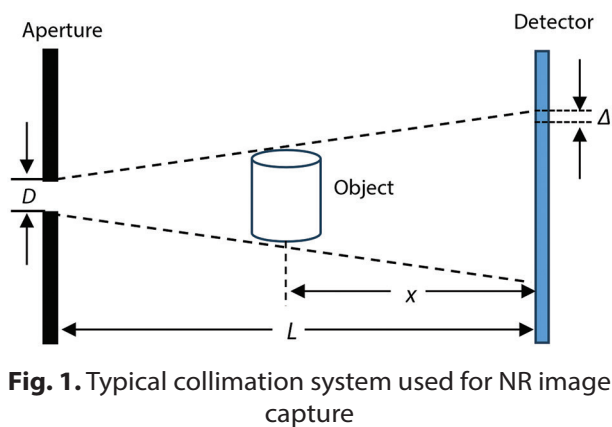 Aperture
Detector
Δ
D
Object
x
L
Fig. 1. Typical collimation system used for NR image
capture